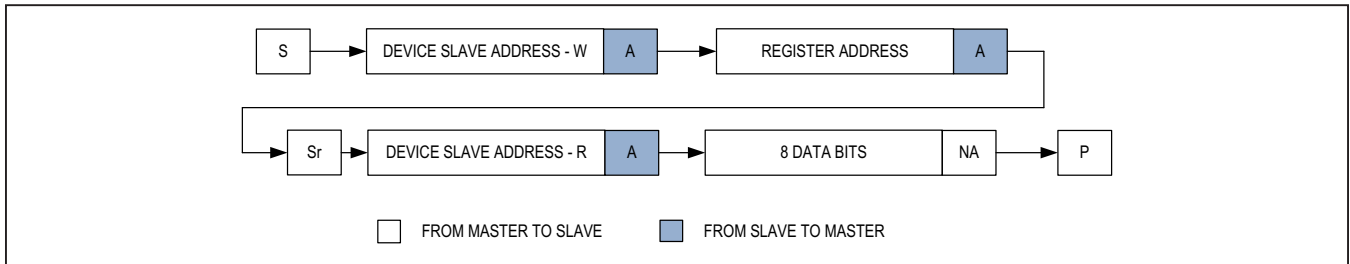 S DEVICE SLAVE ADDRESS - W A REGISTER ADDRESS A
Sr DEVICE SLAVE ADDRESS - R A 8 DATA BITS NA P
FROM MASTER TO SLAVE FROM SLAVE TO MASTER